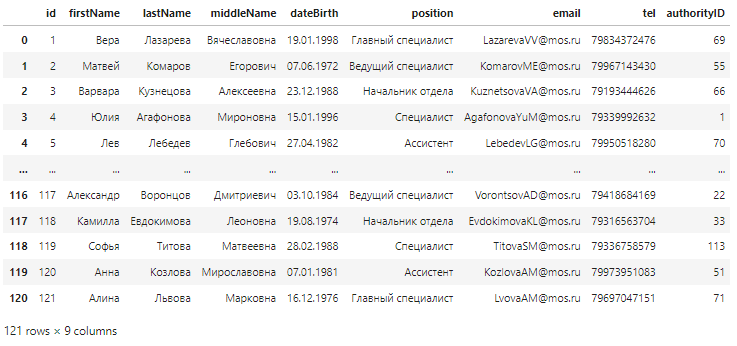 id firstName lastName middleName dateBirth position email tel authorityID
0 1 Вера Лазарева Вячеславовна 19.01.1998 Главный специалист LazarevaVV@mos.ru 79834372476 69
1 2 Матвей Комаров Егорович 07.06.1972 Ведущий специалист KomarovME@mos.ru 79967143430 55
2 3 Варвара Кузнецова Алексеевна 23.12.1988 Начальник отдела KuznetsovaVA@mos.ru 79193444626 66
3 4 Юлия Агафонова Мироновна 15.01.1996 Специалист AgafonovaYuM@mos.ru 79339992632 1
4 5 Лев Лебедев Глебович 27.04.1982 Ассистент LebedevLG@mos.ru 79950518280 70
... ... ... ... ... ... ... ... ... ...
116 117 Александр Воронцов Дмитриевич 03.10.1984 Ведущий специалист VorontsovAD@mos.ru 79418684169 22
117 118 Камилла Евдокимова Леоновна 19.08.1974 Начальник отдела EvdokimovaKL@mos.ru 79316563704 33
118 119 Софья Титова Матвеевна 28.02.1988 Специалист TitovaSM@mos.ru 79336758579 113
119 120 Анна Козлова Мирославовна 07.01.1981 Ассистент KozlovaAM@mos.ru 79973951083 51
120 121 Алина Львова Марковна 16.12.1976 Главный специалист LvovaAM@mos.ru 79697047151 71
121 rows × 9 columns